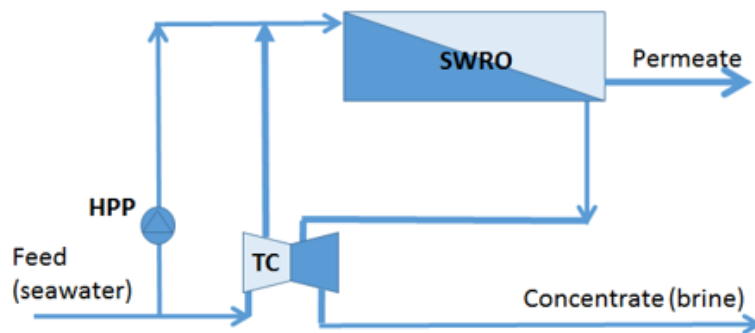 SWRO
Permeate
HPP
Feed
(seawater)
TC
Concentrate (brine)